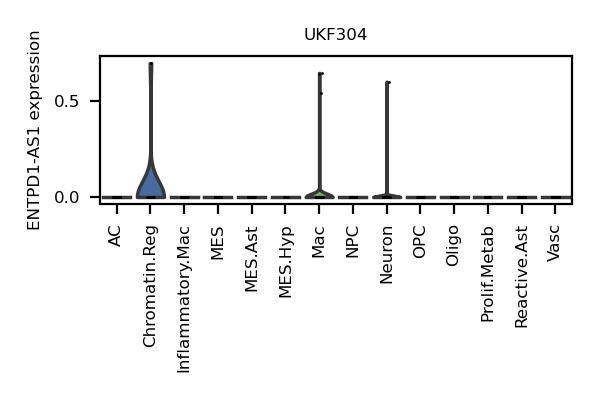 UKF304
ENTPD1-AS1 expression
0.5
0.0
AC
Chromatin.Reg
Inflammatory.Mac
MES
MES.Ast
MES.Hyp
Mac
NPC
Neuron
OPC
Oligo
Prolif.Metab
Reactive.Ast
Vasc